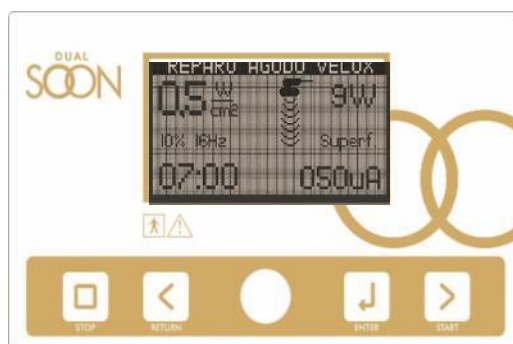 DUAL
SOON
REPARO AGUDO VELOX
0,5 W/cm2
9W
10% 16Hz
Superf.
07:00
050uA
STOP
RETURN
ENTER
START